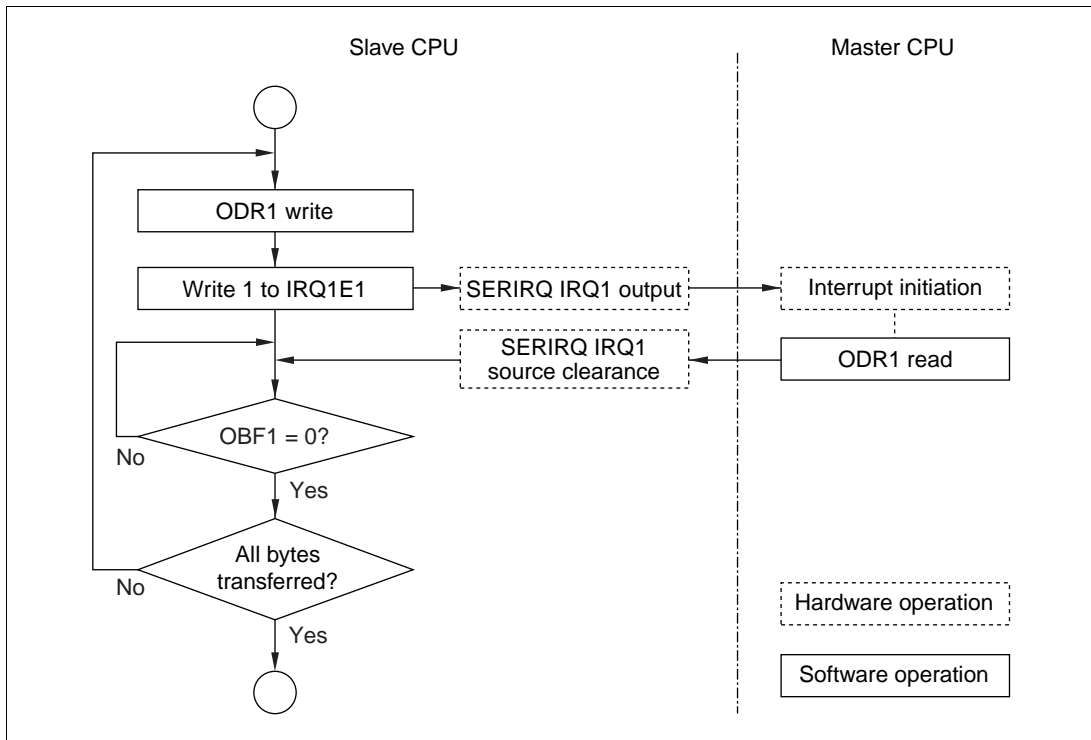 Slave CPU
Master CPU
ODR1 write
Write 1 to IRQ1E1
SERIRQ IRQ1 output
Interrupt initiation
SERIRQ IRQ1
source clearance
ODR1 read
OBF1 = 0?
No
Yes
All bytes
transferred?
No
Yes
Hardware operation
Software operation